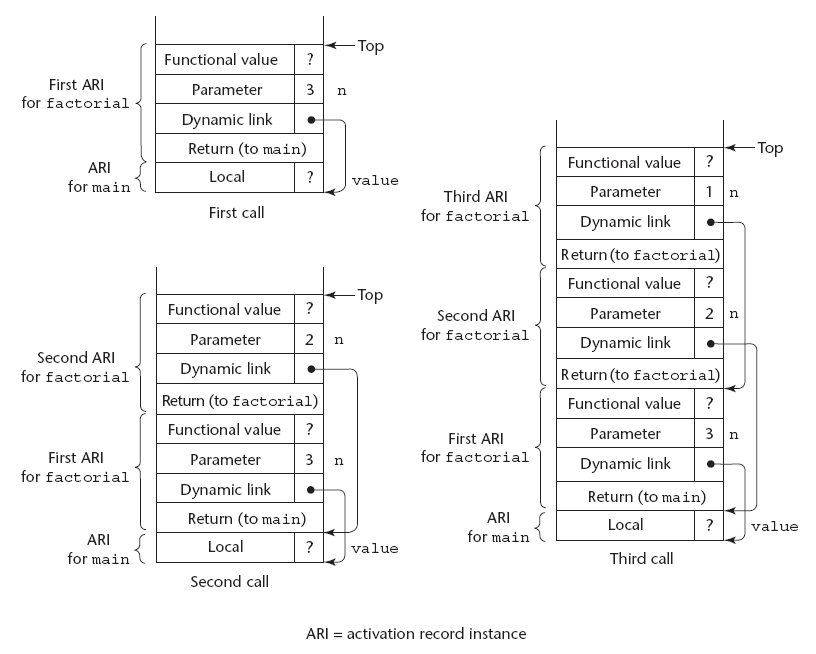 Top
Functional value ?
First ARI
for factorial
Parameter 3 n
Dynamic link
Return (to main)
ARI
for main
Local ? value
First call
Top
Functional value ?
Second ARI
for factorial
Parameter 2 n
Dynamic link
Return (to factorial)
Functional value ?
First ARI
for factorial
Parameter 3 n
Dynamic link
Return (to main)
ARI
for main
Local ? value
Second call
Top
Functional value ?
Third ARI
for factorial
Parameter 1 n
Dynamic link
Return (to factorial)
Functional value ?
Second ARI
for factorial
Parameter 2 n
Dynamic link
Return (to factorial)
Functional value ?
First ARI
for factorial
Parameter 3 n
Dynamic link
Return (to main)
ARI
for main
Local ? value
Third call
ARI = activation record instance